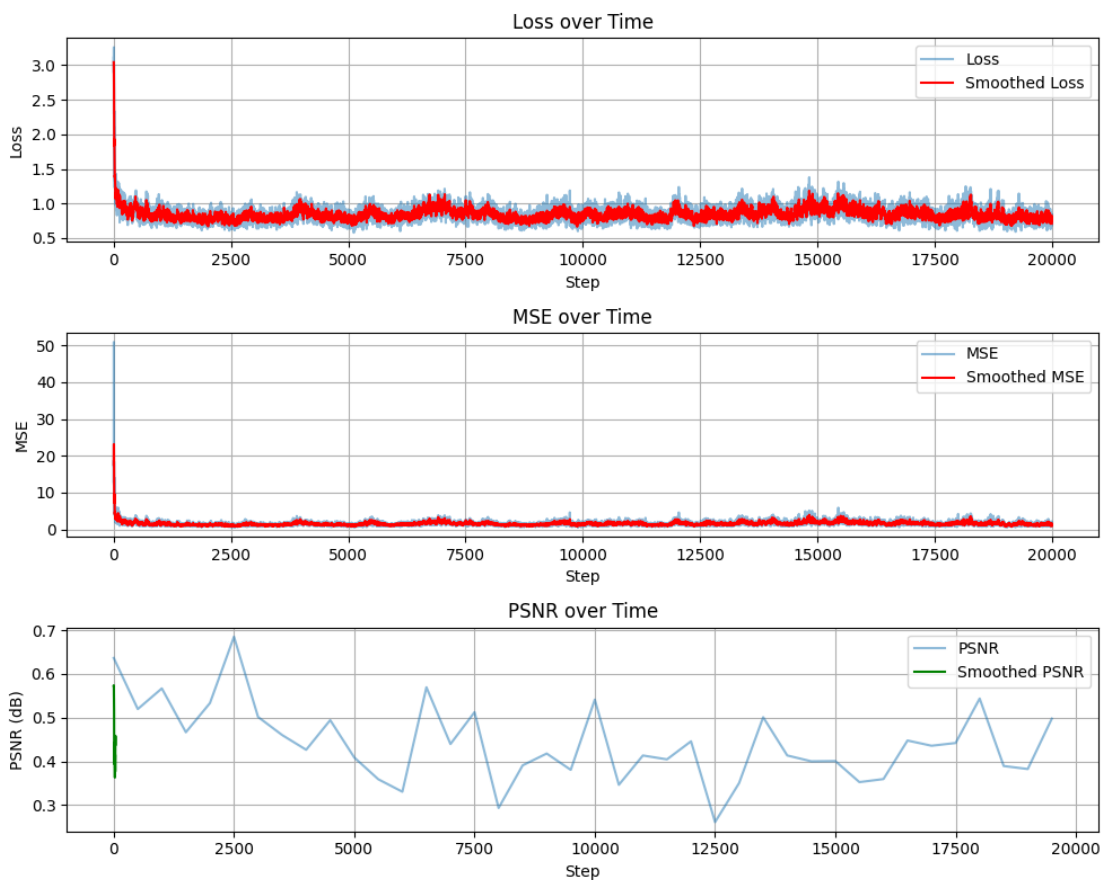 Loss over Time
Loss
Smoothed Loss
3.0
2.5
2.0
1.5
1.0
0.5
Loss
0
2500
5000
7500
10000
12500
15000
17500
20000
Step
MSE over Time
MSE
Smoothed MSE
50
40
30
20
10
0
MSE
0
2500
5000
7500
10000
12500
15000
17500
20000
Step
PSNR over Time
PSNR
Smoothed PSNR
0.7
0.6
0.5
0.4
0.3
PSNR (dB)
0
2500
5000
7500
10000
12500
15000
17500
20000
Step